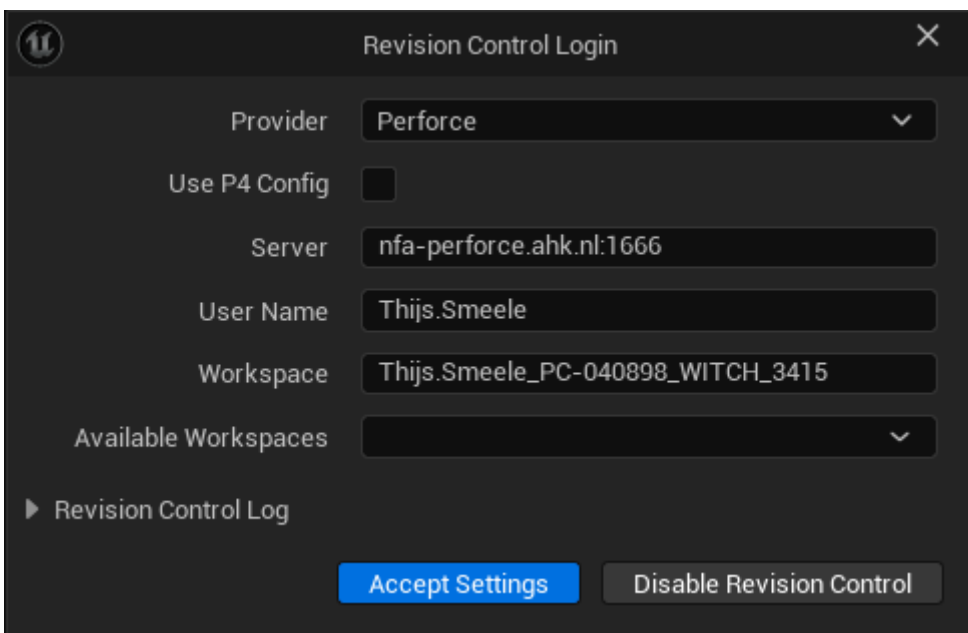 Revision Control Login
Provider Perforce
Use P4 Config
Server nfa-perforce.ahk.nl:1666
User Name Thijs.Smeele
Workspace Thijs.Smeele_PC-040898_WITCH_3415
Available Workspaces
Revision Control Log
Accept Settings Disable Revision Control